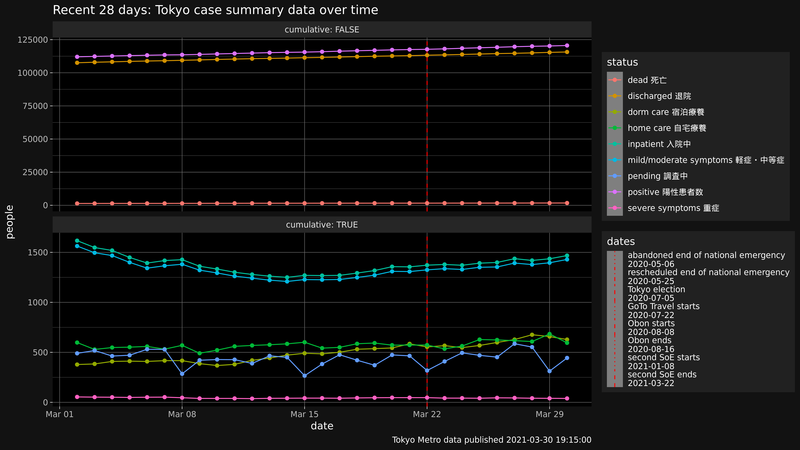 Recent 28 days: Tokyo case summary data over time
cumulative: FALSE
125000
100000
75000
50000
25000
0
cumulative: TRUE
1500
1000
500
0
people
Mar 01
Mar 08
Mar 15
Mar 22
Mar 29
date
Tokyo Metro data published 2021-03-30 19:15:00
status
dead 死亡
discharged 退院
dorm care 宿泊療養
home care 自宅療養
inpatient 入院中
mild/moderate symptoms 軽症・中等症
pending 調査中
positive 陽性患者数
severe symptoms 重症
dates
abandoned end of national emergency
2020-05-06
rescheduled end of national emergency
2020-05-25
Tokyo election
2020-07-05
GoTo Travel starts
2020-07-22
Obon starts
2020-08-08
Obon ends
2020-08-16
second SoE starts
2021-01-08
second SoE ends
2021-03-22